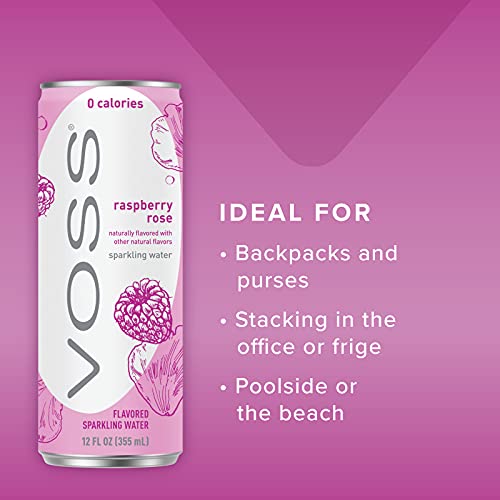 0 calories
VOSS®
raspberry
rose
naturally flavored with
other natural flavors
sparkling water
FLAVORED
SPARKLING WATER
12 FL OZ (355 mL)
IDEAL FOR
• Backpacks and
purses
• Stacking in the
office or frige
• Poolside or
the beach